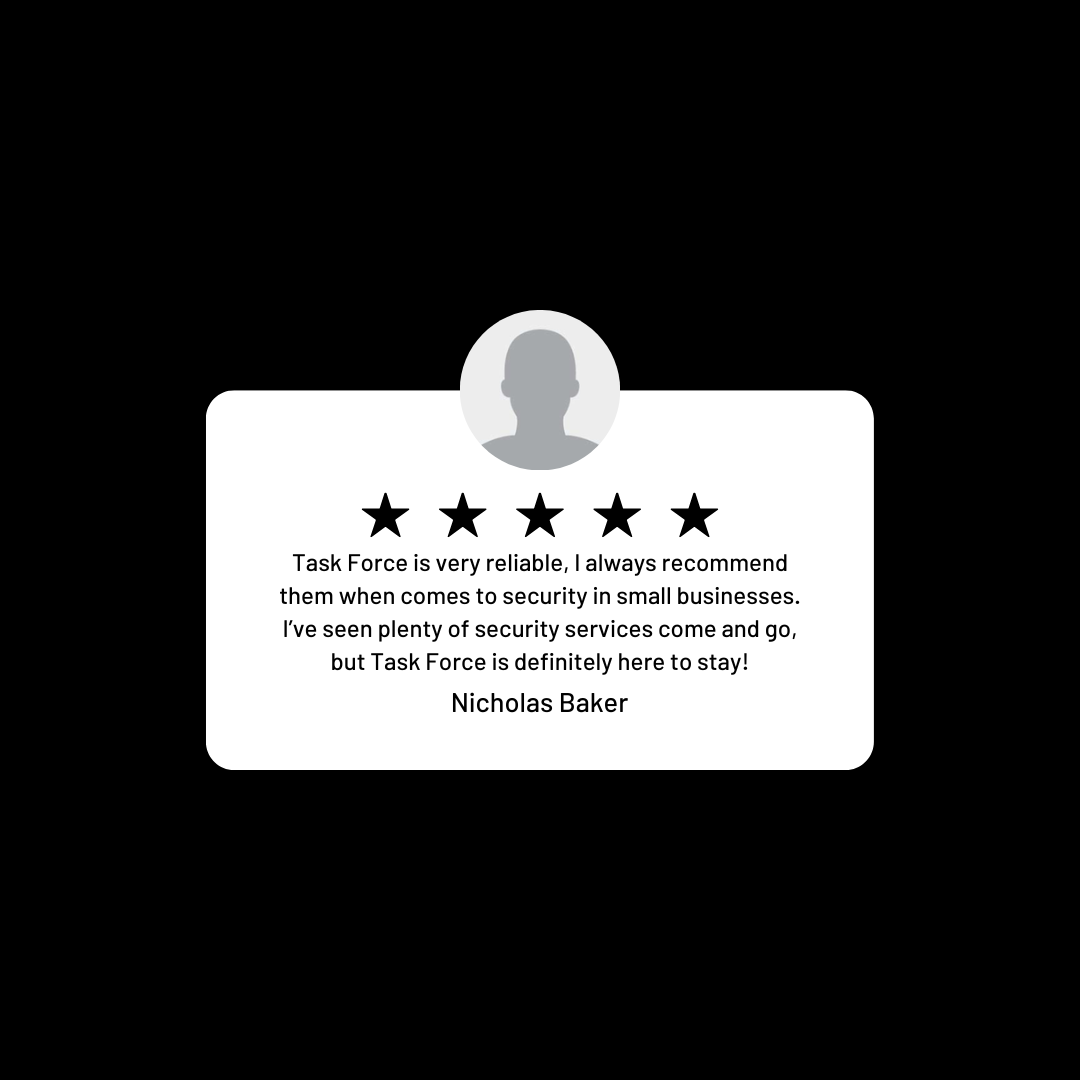 Task Force is very reliable, I always recommend
them when comes to security in small businesses.
I’ve seen plenty of security services come and go,
but Task Force is definitely here to stay!
Nicholas Baker